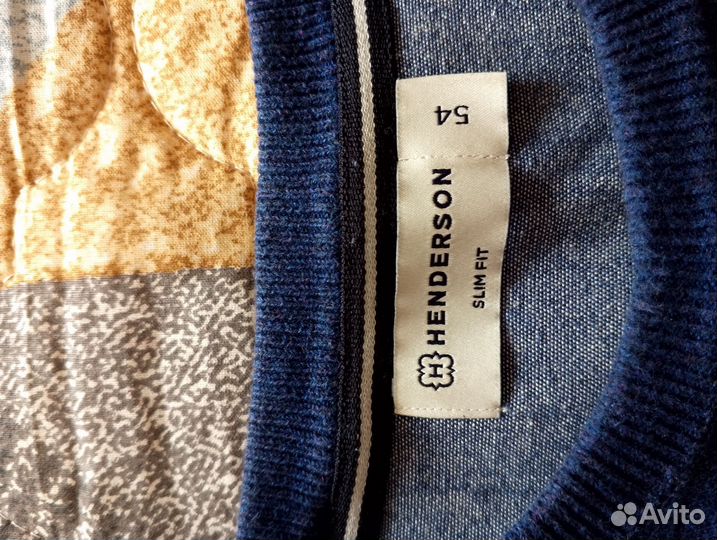 54
H HENDERSON
SLIM FIT
Avito